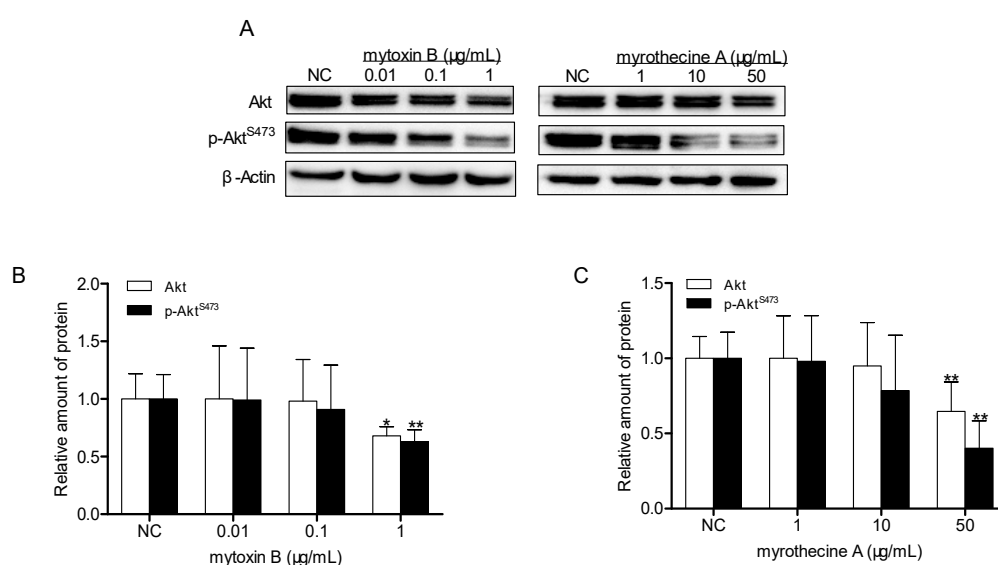 A
mytoxin B (μg/mL)
NC 0.01 0.1 1
myrothecine A (μg/mL)
NC 1 10 50
Akt
p-Akt^S473
β-Actin
B
Relative amount of protein
2.0
1.5
1.0
0.5
0.0
Akt
p-Akt^S473
* **
NC 0.01 0.1 1
mytoxin B (μg/mL)
C
Relative amount of protein
1.5
1.0
0.5
0.0
Akt
p-Akt^S473
**
**
NC 1 10 50
myrothecine A (μg/mL)